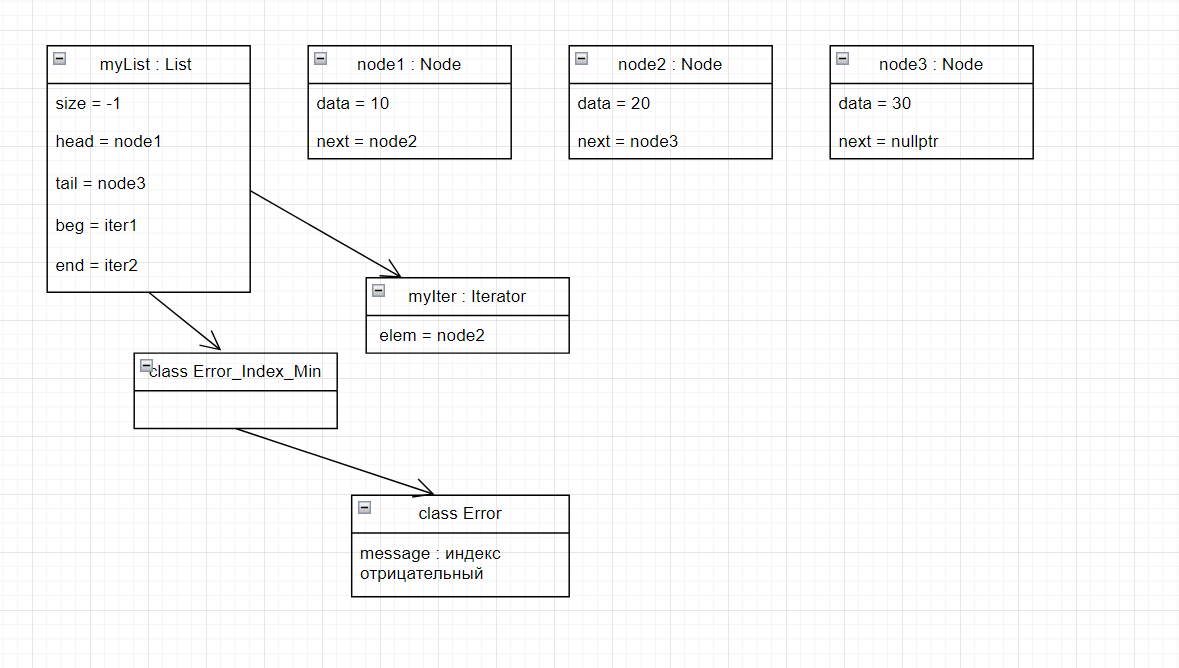 myList : List
size = -1
head = node1
tail = node3
beg = iter1
end = iter2
node1 : Node
data = 10
next = node2
node2 : Node
data = 20
next = node3
node3 : Node
data = 30
next = nullptr
myIter : Iterator
elem = node2
class Error_Index_Min
class Error
message : индекс
отрицательный